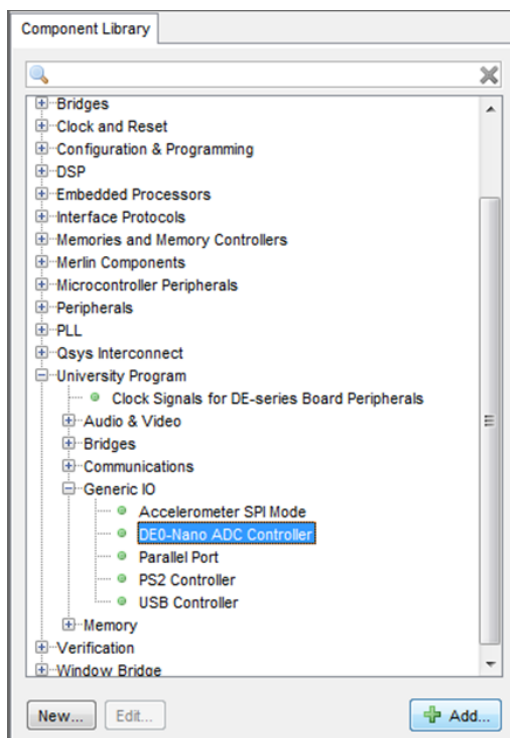 Component Library
Bridges
Clock and Reset
Configuration & Programming
DSP
Embedded Processors
Interface Protocols
Memories and Memory Controllers
Merlin Components
Microcontroller Peripherals
Peripherals
PLL
Qsys Interconnect
University Program
Clock Signals for DE-series Board Peripherals
Audio & Video
Bridges
Communications
Generic IO
Accelerometer SPI Mode
DE0-Nano ADC Controller
Parallel Port
PS2 Controller
USB Controller
Memory
Verification
Window Bridge
New... Edit... Add...